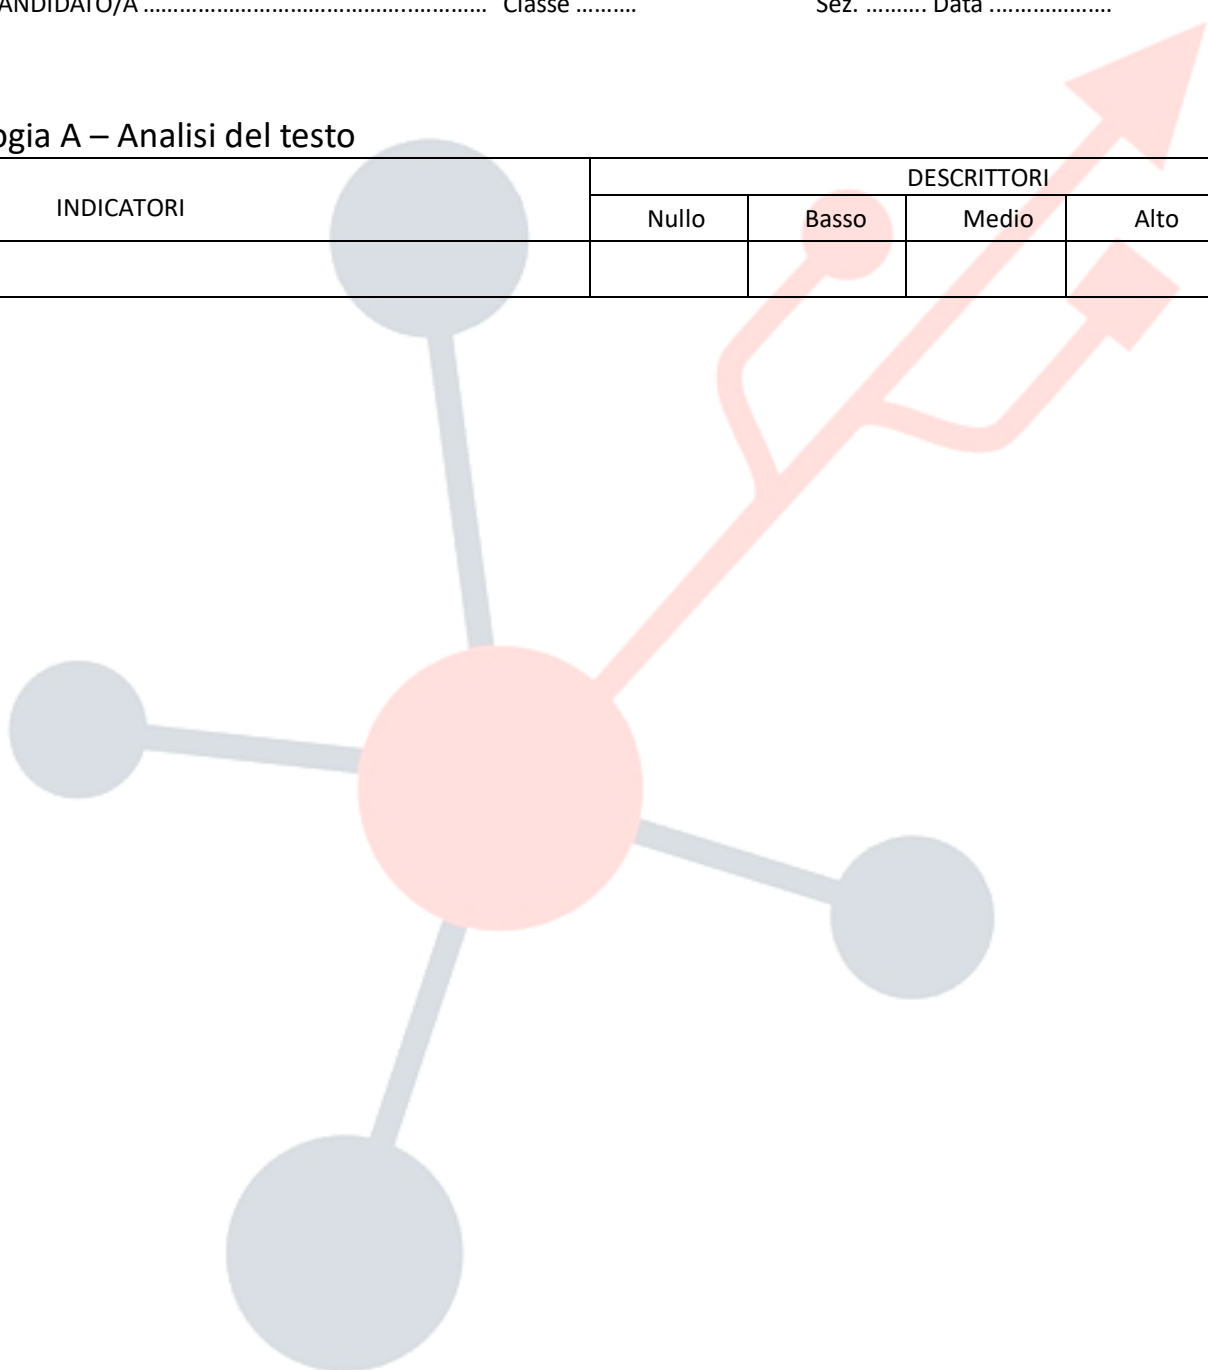 ANDIDATO/A ................................................ Classe .......... Sez. .......... Data ....................
ogia A – Analisi del testo
INDICATORI
DESCRITTORI
Nullo Basso Medio Alto